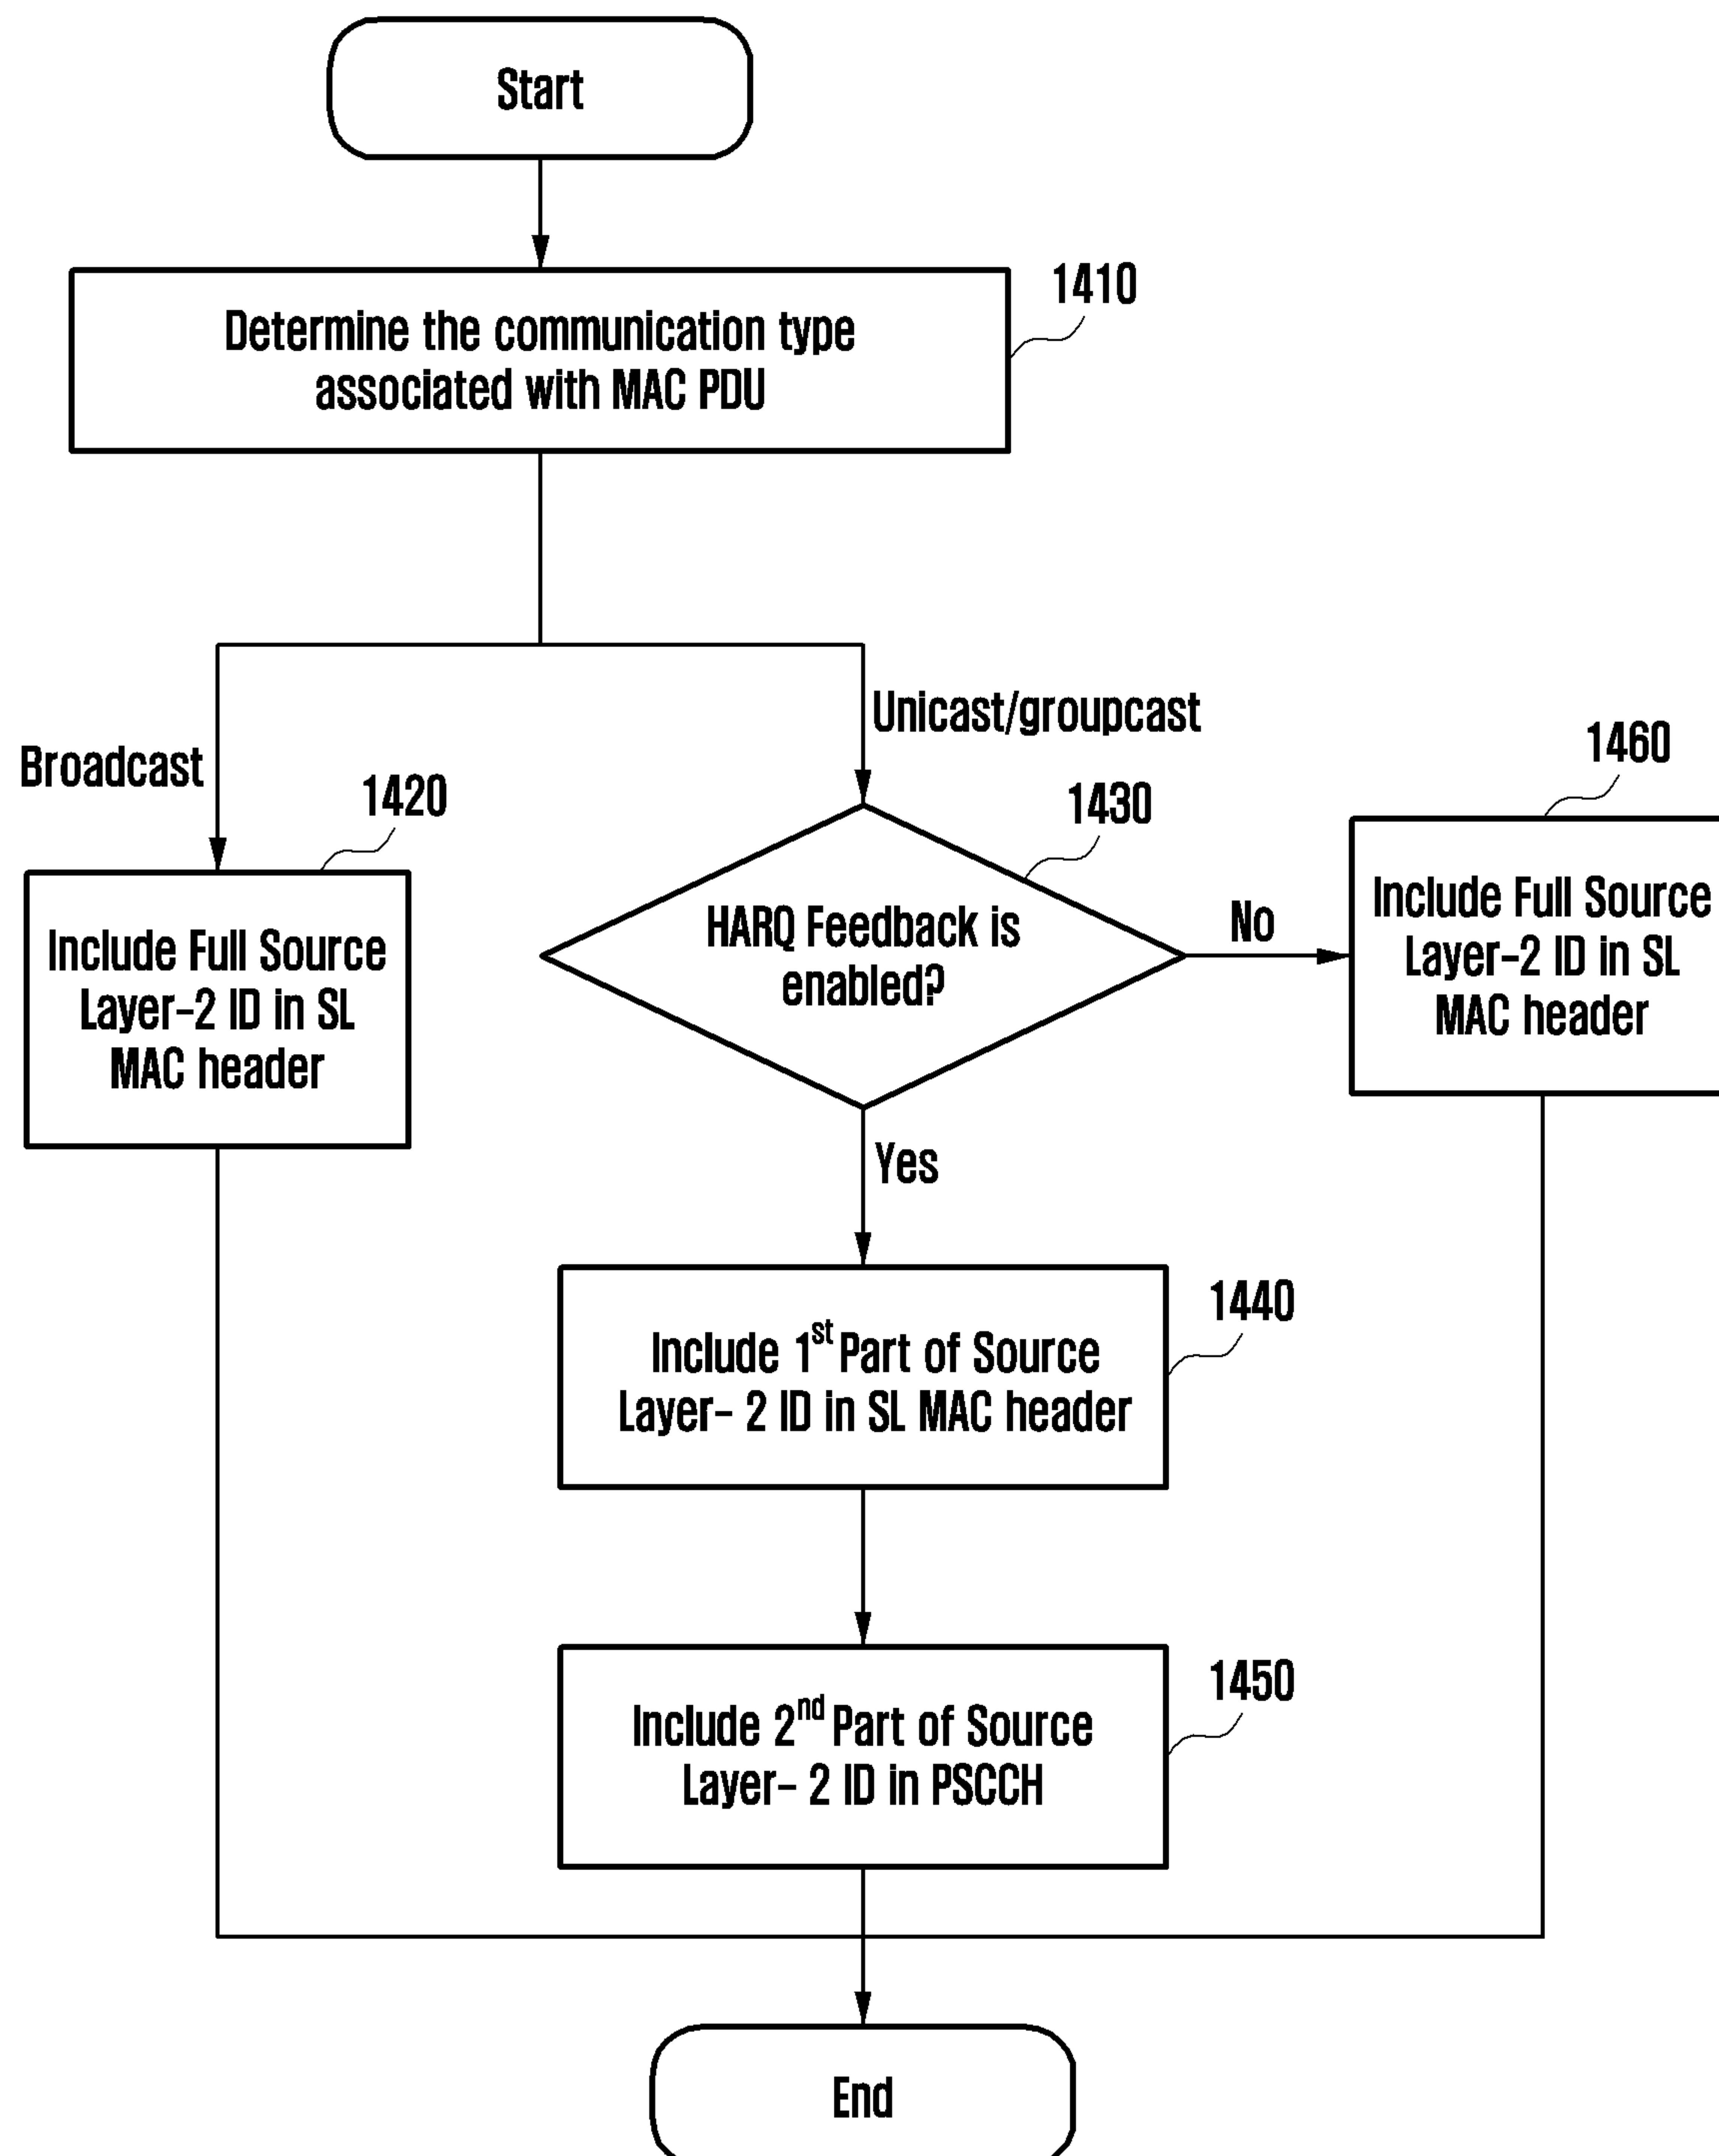 Start
1410
Determine the communication type
associated with MAC PDU
Unicast/groupcast
Broadcast
1420
1430
1460
Include Full Source
Layer-2 ID in SL
MAC header
HARQ Feedback is
enabled?
No
Include Full Source
Layer-2 ID in SL
MAC header
Yes
1440
Include 1st Part of Source
Layer- 2 ID in SL MAC header
1450
Include 2nd Part of Source
Layer- 2 ID in PSCCH
End